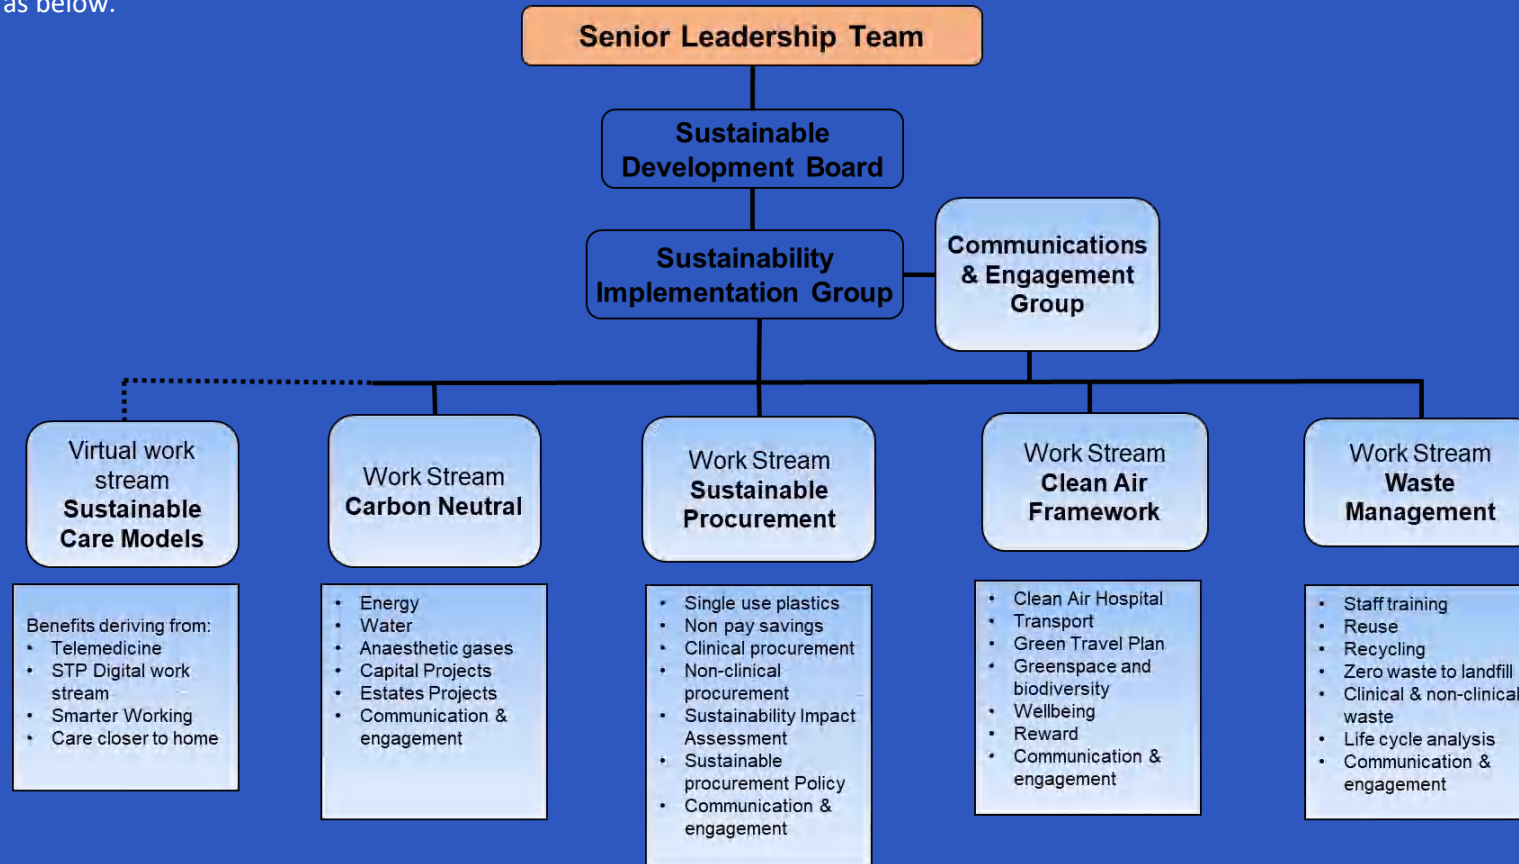 as below.
Senior Leadership Team
Sustainable
Development Board
Sustainability
Implementation Group
Communications
& Engagement
Group
Virtual work
stream
Sustainable
Care Models
Work Stream
Carbon Neutral
Work Stream
Sustainable
Procurement
Work Stream
Clean Air
Framework
Work Stream
Waste
Management
Benefits deriving from:
• Telemedicine
• STP Digital work
stream
• Smarter Working
• Care closer to home
• Energy
• Water
• Anaesthetic gases
• Capital Projects
• Estates Projects
• Communication &
engagement
• Single use plastics
• Non pay savings
• Clinical procurement
• Non-clinical
procurement
• Sustainability Impact
Assessment
• Sustainable
procurement Policy
• Communication &
engagement
• Clean Air Hospital
• Transport
• Green Travel Plan
• Greenspace and
biodiversity
• Wellbeing
• Reward
• Communication &
engagement
• Staff training
• Reuse
• Recycling
• Zero waste to landfill
• Clinical & non-clinical
waste
• Life cycle analysis
• Communication &
engagement